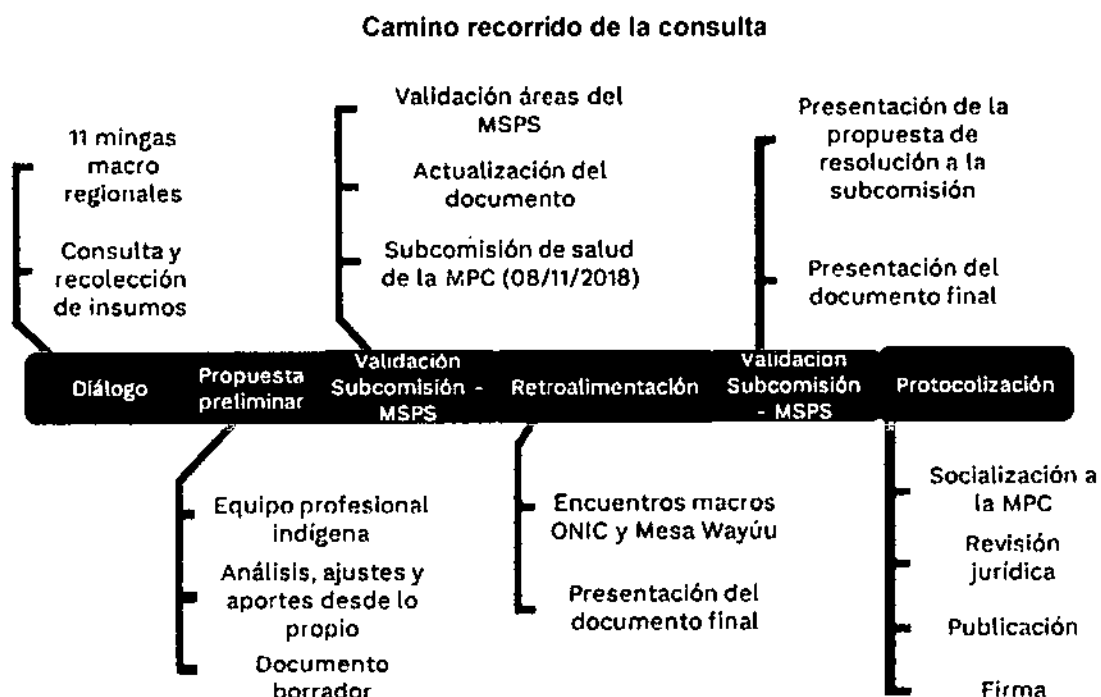 Camino recorrido de la consulta
11 mingas
macro
regionales
Consulta y
recolección
de insumos
Validación áreas del
MSPS
Actualización del
documento
Subcomisión de salud
de la MPC (08/11/2018)
Presentación de la
propuesta de
resolución a la
subcomisión
Presentación del
documento final
Diálogo
Propuesta
preliminar
Validación
Subcomisión -
MSPS
Retroalimentación
Validacion
Subcomisión
- MSPS
Protocolización
Equipo profesional
indígena
Análisis, ajustes y
aportes desde lo
propio
Documento
borrador
Encuentros macros
ONIC y Mesa Wayúu
Presentación del
documento final
Socialización a
la MPC
Revisión
jurídica
Publicación
Firma